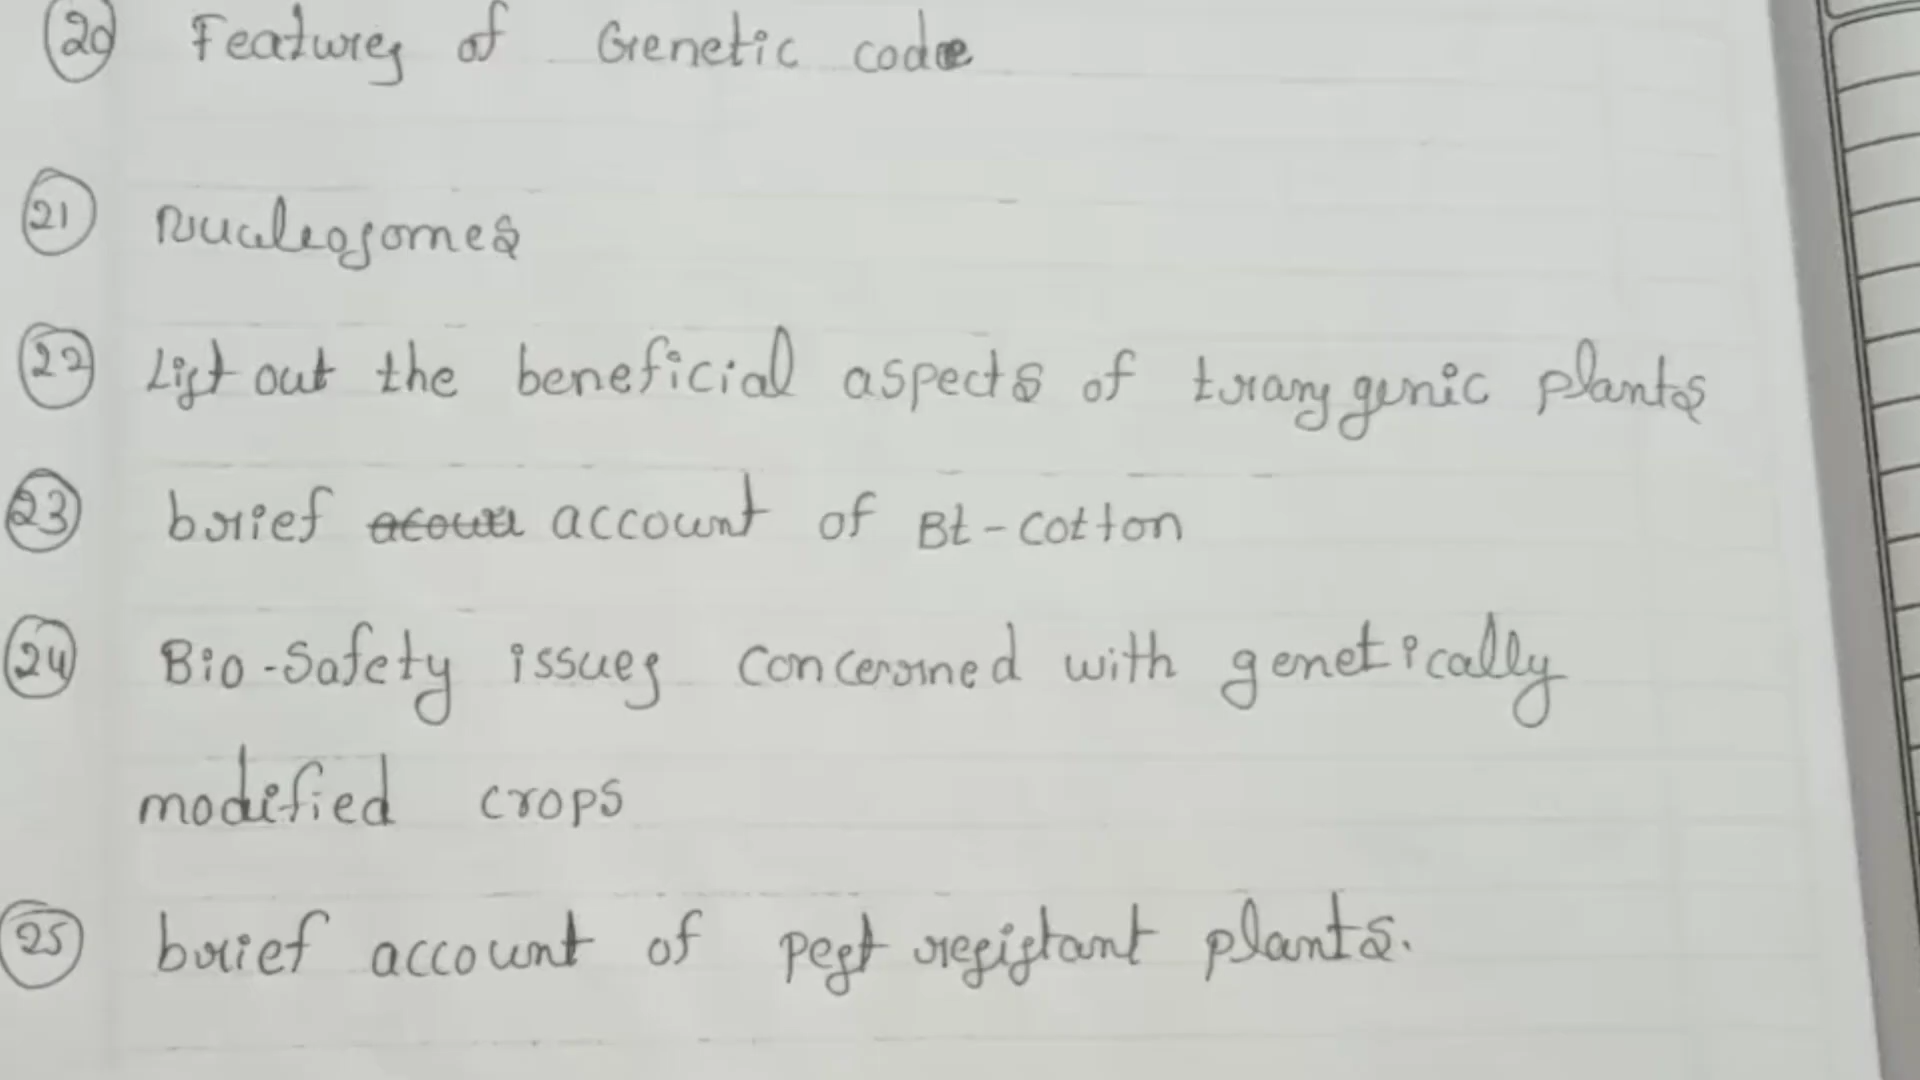 20 Features of Genetic code
21 Nucleosomes
22 List out the beneficial aspects of transgenic plants
23 brief acoun account of Bt-cotton
24 Bio-Safety issues concerned with genetically
modified crops
25 brief account of pest resistant plants.